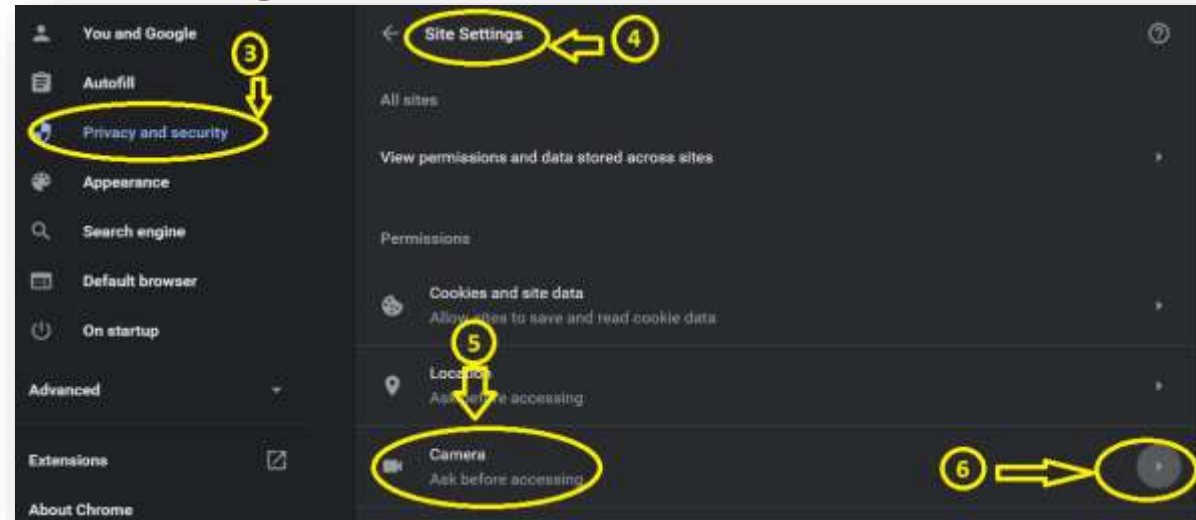 You and Google
Autofill
3
Privacy and security
Appearance
Search engine
Default browser
On startup
Advanced
Extensions
About Chrome
Site Settings
4
All sites
View permissions and data stored across sites
Permissions
Cookies and site data
Allow sites to save and read cookie data
5
Location
Ask before accessing
Camera
Ask before accessing
6